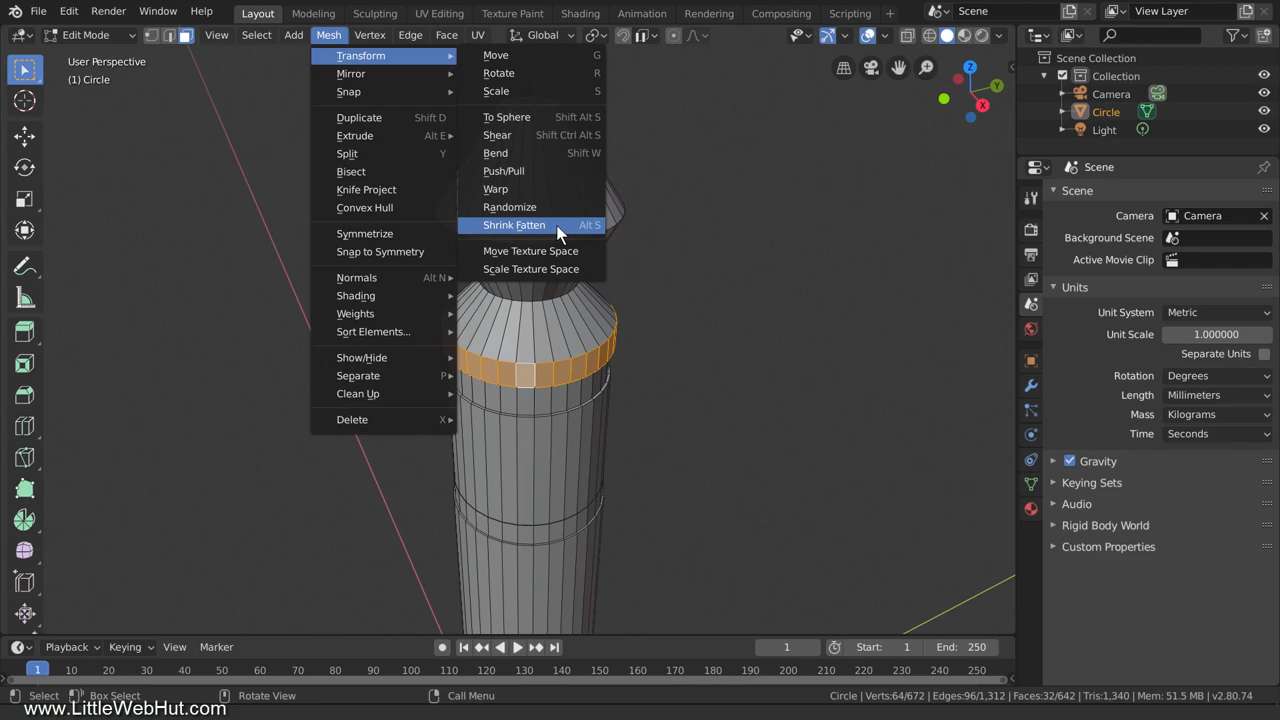 File Edit Render Window Help Layout Modeling Sculpting UV Editing Texture Paint Shading Animation Rendering Compositing Scripting Scene View Layer
Edit Mode View Select Add Mesh Vertex Edge Face UV Global
User Perspective
(1) Circle
Transform
Mirror
Snap
Duplicate Shift D
Extrude Alt E
Split Y
Bisect
Knife Project
Convex Hull
Symmetrize
Snap to Symmetry
Normals Alt N
Shading
Weights
Sort Elements...
Show/Hide
Separate P
Clean Up
Delete X
Move G
Rotate R
Scale S
To Sphere Shift Alt S
Shear Shift Ctrl Alt S
Bend Shift W
Push/Pull
Warp
Randomize
Shrink Fatten Alt S
Move Texture Space
Scale Texture Space
Z
Y
X
Scene Collection
Collection
Camera
Circle
Light
Scene
Scene
Camera Camera
Background Scene
Active Movie Clip
Units
Unit System Metric
Unit Scale 1.000000
Separate Units
Rotation Degrees
Length Millimeters
Mass Kilograms
Time Seconds
Gravity
Keying Sets
Audio
Rigid Body World
Custom Properties
Playback Keying View Marker 1 Start: 1 End: 250
1 10 20 30 40 50 60 70 80 90 100 110 120 130 140 150 160 170 180 190 200 210 220 230 240 250
Select Box Select Rotate View Call Menu Circle | Verts:64/672 | Edges:96/1,312 | Faces:32/642 | Tris:1,340 | Mem: 51.5 MB | v2.80.74
www.LittleWebHut.com